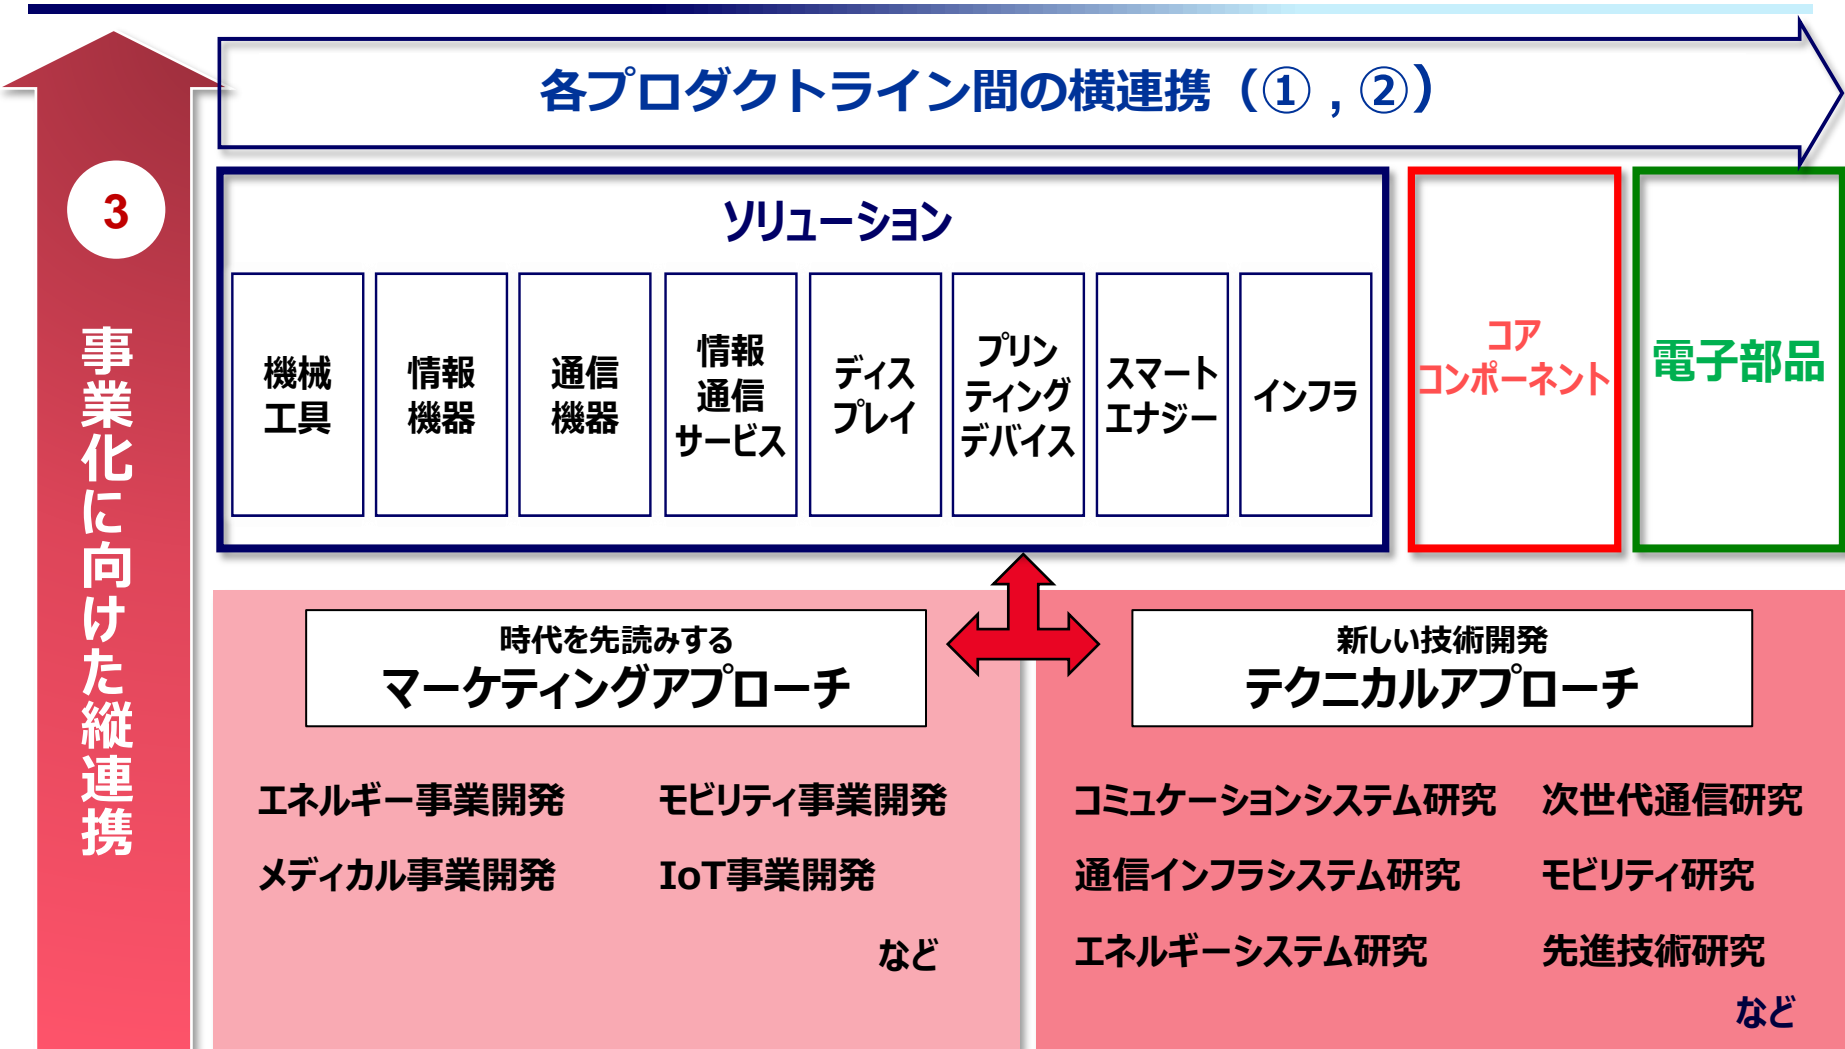 各プロダクトライン間の横連携（①，②）
3
事業化に向けた縦連携
ソリューション
機械
工具
情報
機器
通信
機器
情報
通信
サービス
ディス
プレイ
プリン
ティング
デバイス
スマート
エナジー
インフラ
コア
コンポーネント
電子部品
時代を先読みする
マーケティングアプローチ
エネルギー事業開発
モビリティ事業開発
メディカル事業開発
IoT事業開発
など
新しい技術開発
テクニカルアプローチ
コミュケーションシステム研究
次世代通信研究
通信インフラシステム研究
モビリティ研究
エネルギーシステム研究
先進技術研究
など